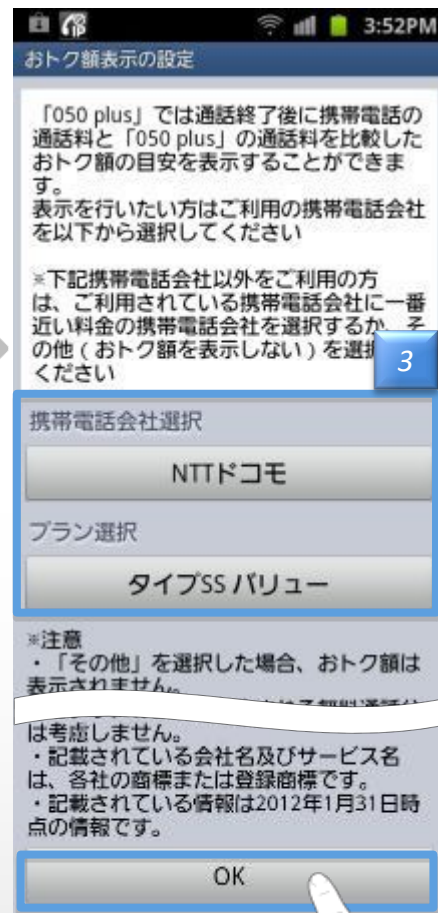 3:52PM
おトク額表示の設定
「050 plus」では通話終了後に携帯電話の
通話料と「050 plus」の通話料を比較した
おトク額の目安を表示することができま
す。
表示を行いたい方はご利用の携帯電話会社
を以下から選択してください
※下記携帯電話会社以外をご利用の方
は、ご利用されている携帯電話会社に一番
近い料金の携帯電話会社を選択するか、そ
の他（おトク額を表示しない）を選択
ください
3
携帯電話会社選択
NTTドコモ
プラン選択
タイプSS バリュー
※注意
・「その他」を選択した場合、おトク額は
表示されません。
は考慮しません。
・記載されている会社名及びサービス名
は、各社の商標または登録商標です。
・記載されている情報は2012年1月31日時
点の情報です。
OK